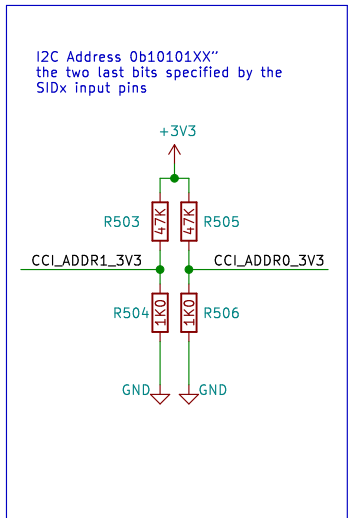 I2C Address 0b10101XX"
the two last bits specified by the
SIDx input pins
+3V3
R503
47K
47K
R505
CCI_ADDR1_3V3
CCI_ADDR0_3V3
R504
1K0
1K0
R506
GND
GND